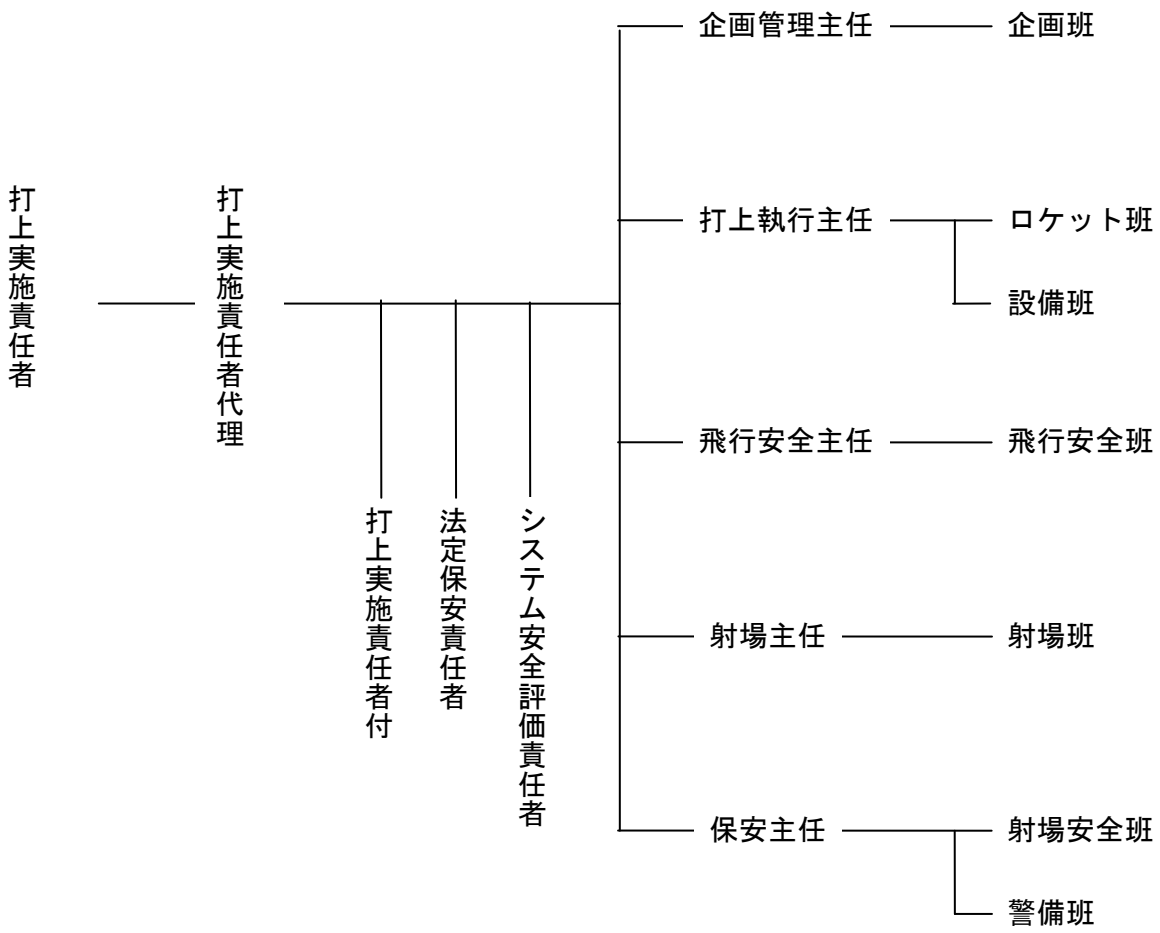 打上実施責任者
打上実施責任者代理
打上実施責任者付
法定保安責任者
システム安全評価責任者
企画管理主任
企画班
打上執行主任
ロケット班
設備班
飛行安全主任
飛行安全班
射場主任
射場班
保安主任
射場安全班
警備班